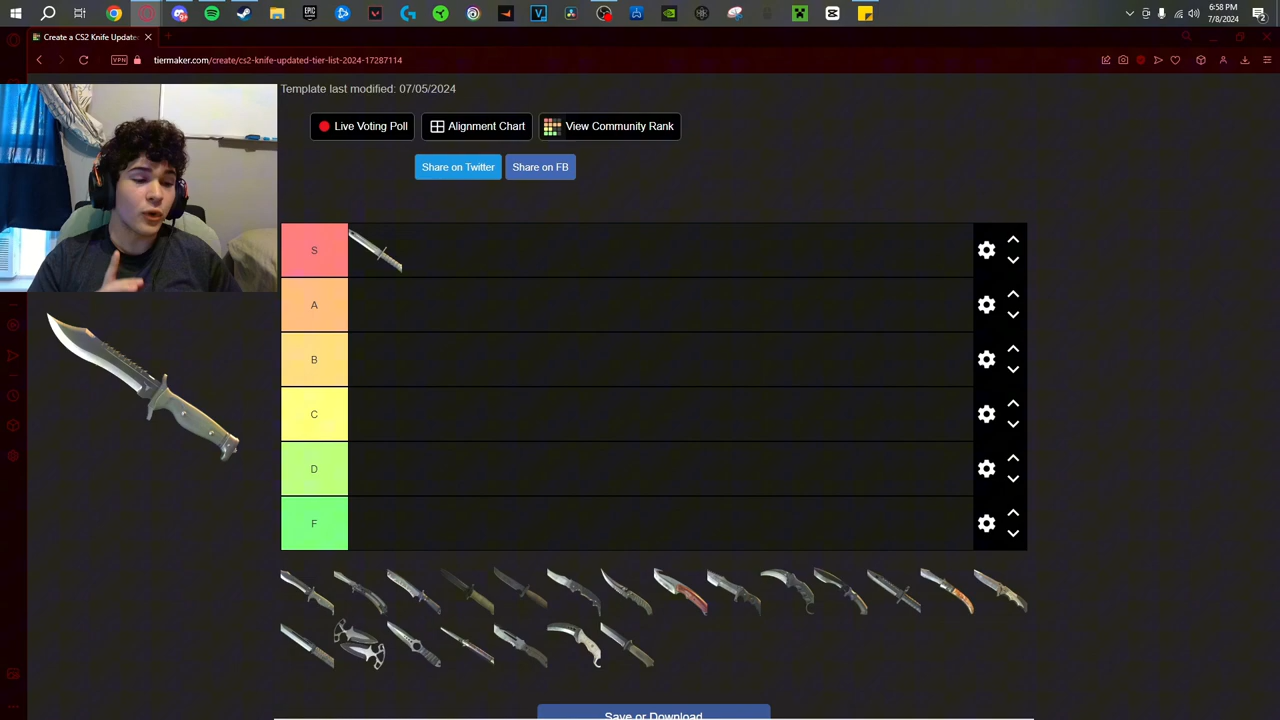 6:58 PM
7/8/2024
2
Create a CS2 Knife Update
VPN
tiermaker.com/create/cs2-knife-updated-tier-list-2024-17287114
Template last modified: 07/05/2024
Live Voting Poll
Alignment Chart
View Community Rank
Share on Twitter
Share on FB
S
A
B
C
D
F
Save or Download